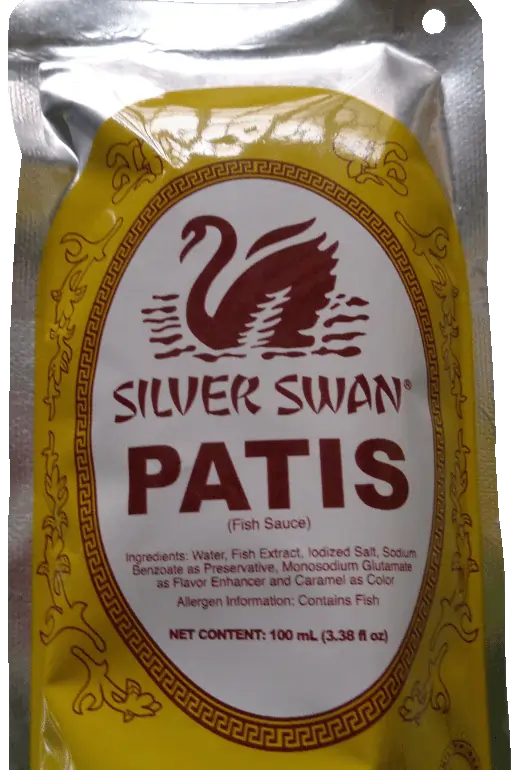 SILVER SWAN®
PATIS
(Fish Sauce)
Ingredients: Water, Fish Extract, Iodized Salt, Sodium
Benzoate as Preservative, Monosodium Glutamate
as Flavor Enhancer and Caramel as Color
Allergen Information: Contains Fish
NET CONTENT: 100 mL (3.38 fl oz)